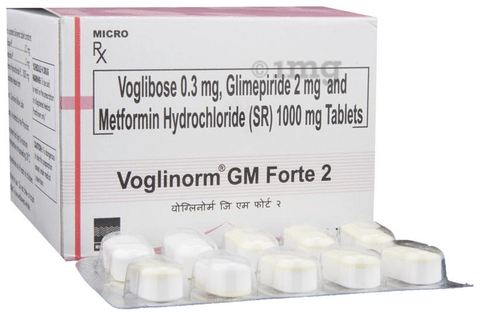 MICRO
Rx
Voglibose 0.3 mg, Glimepiride 2 mg and
Metformin Hydrochloride (SR) 1000 mg Tablets
Voglinorm® GM Forte 2
वोग्लिनोर्म जि एम फोर्ट २
©1mg